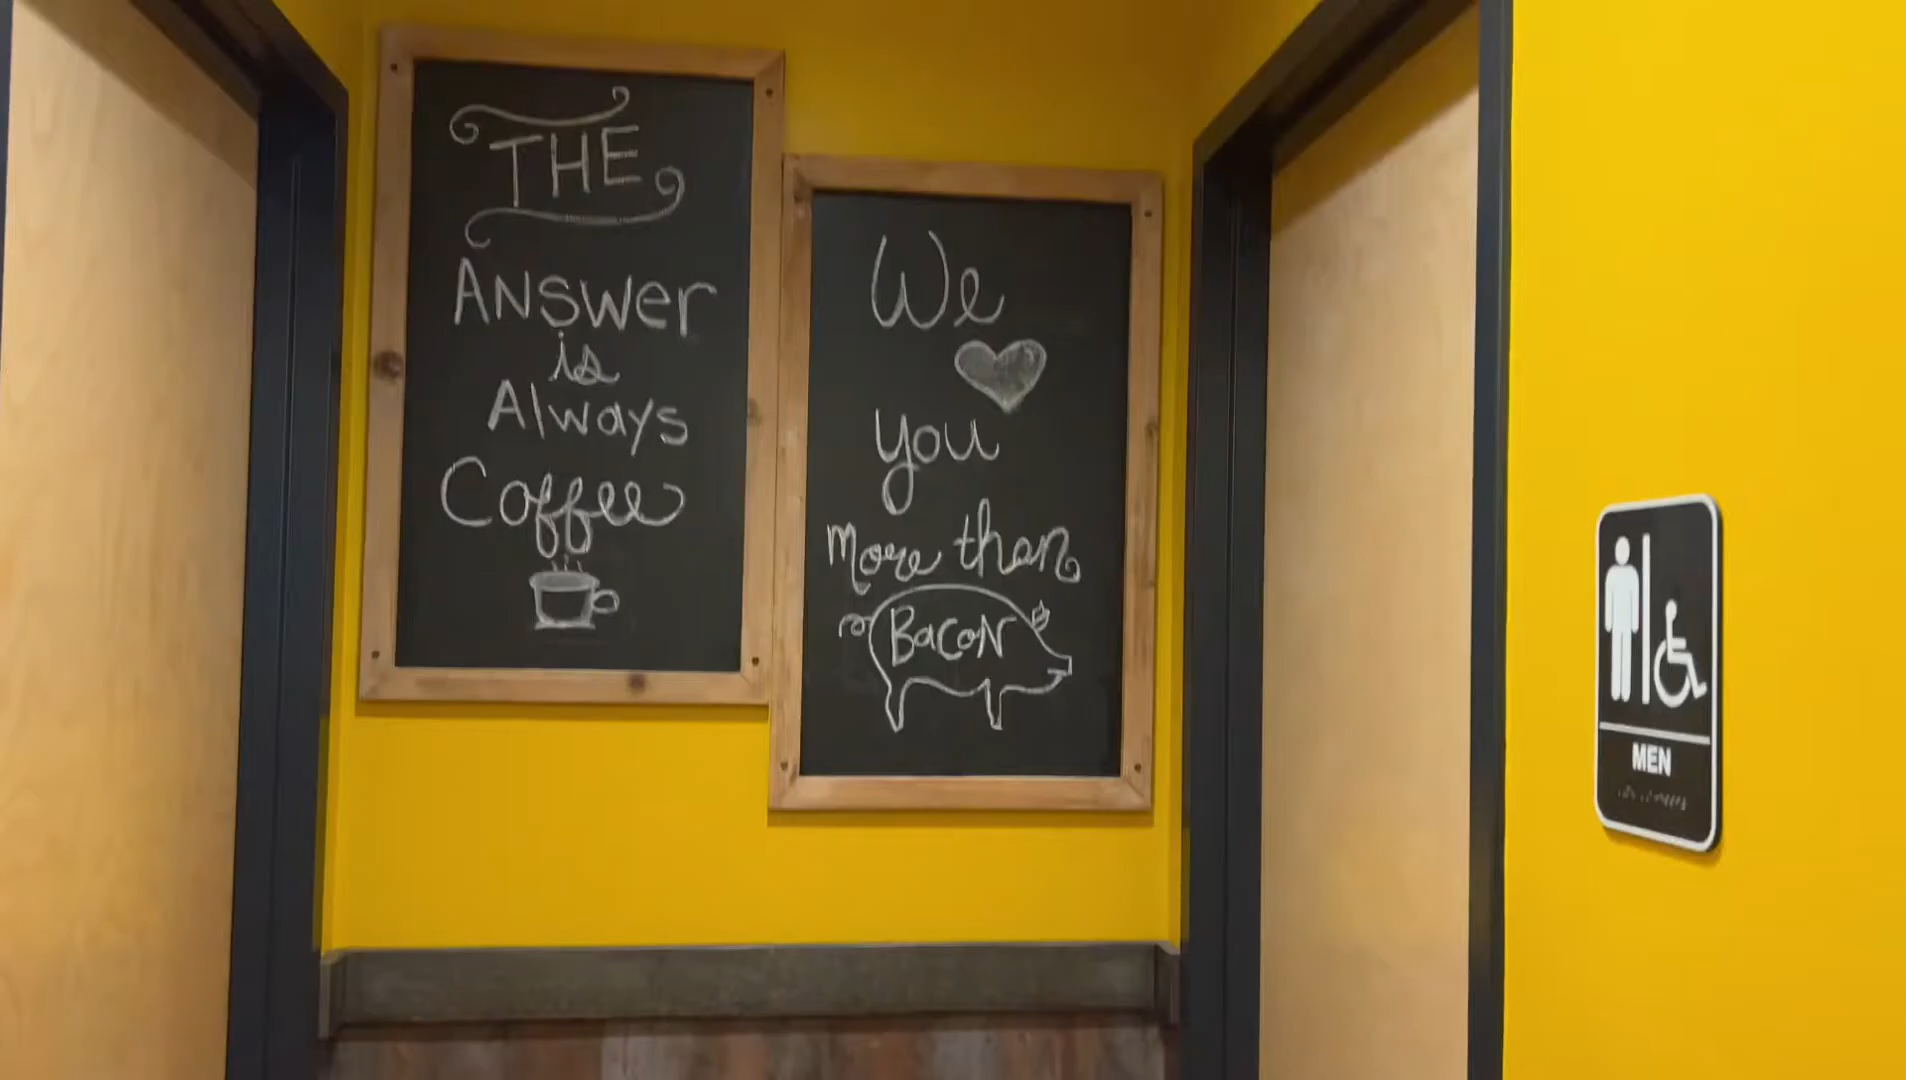 THE
ANSWer
is
Always
Coffee
We
you
more than
BacoN
MEN